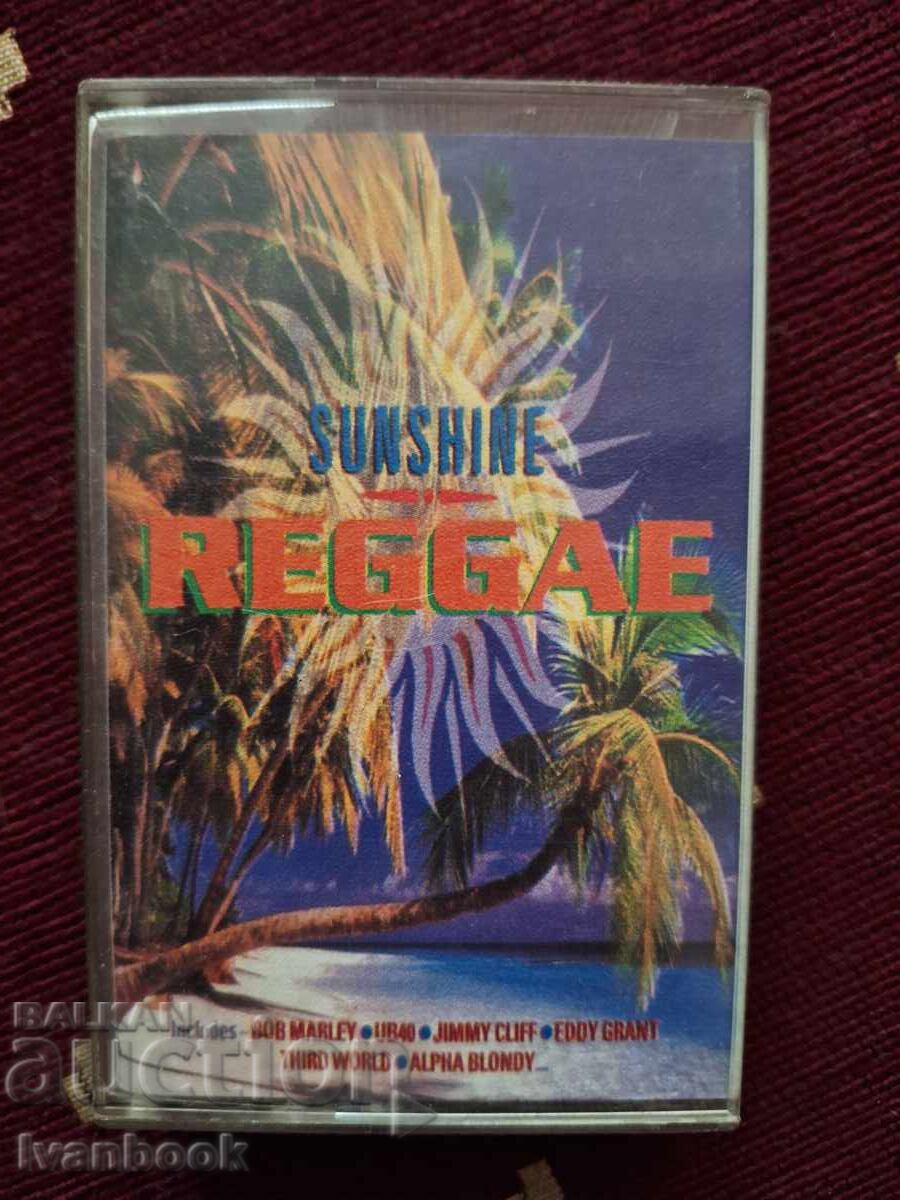 SUNSHINE
REGGAE
Includes - BOB MARLEY • UB40 • JIMMY CLIFF • EDDY GRANT
THIRD WORLD • ALPHA BLONDY...
BALKAN
auction
Ivanbook